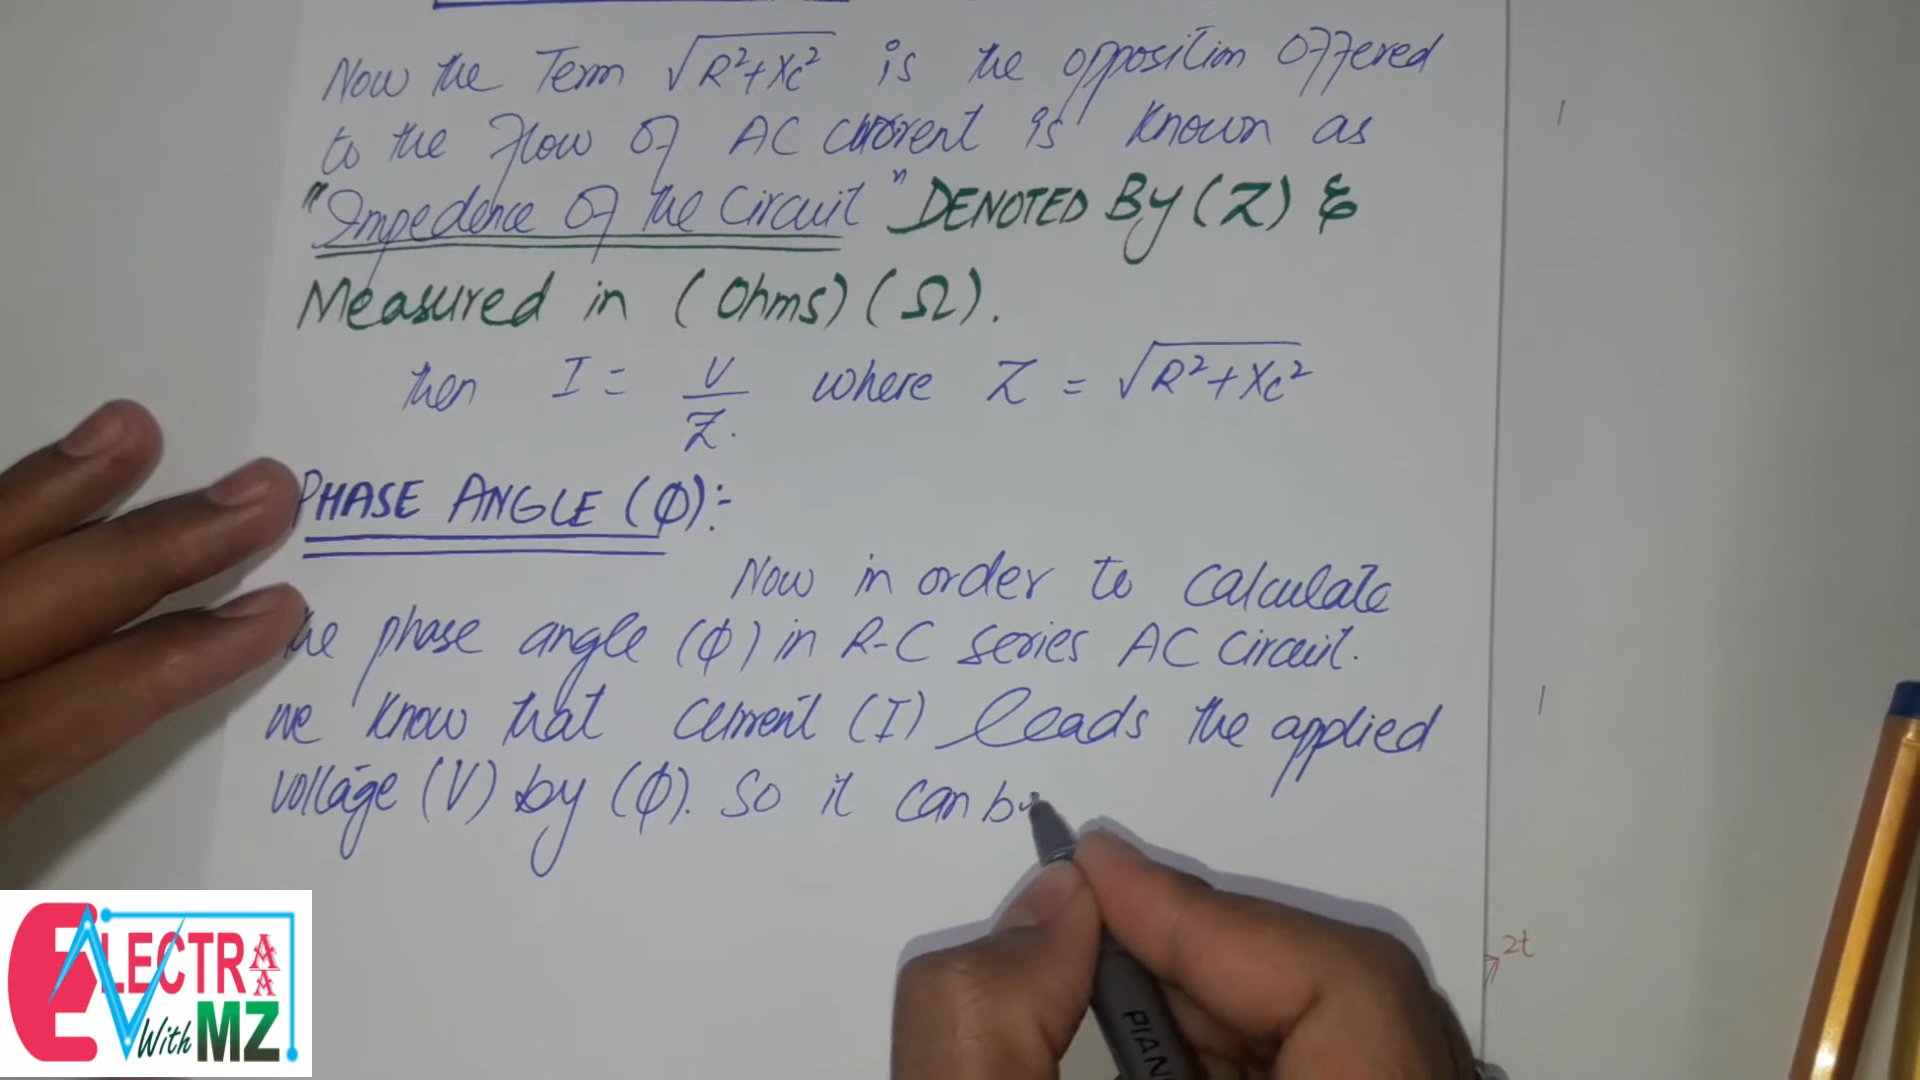 Now the Term √R²+Xc² is the opposition offered
to the flow of AC current is known as
"Impedence of the Circuit" DENOTED BY (Z) &
Measured in (Ohms) (Ω).
then I = V/Z. where Z = √R²+Xc²
PHASE ANGLE (φ):-
Now in order to calculate
the phase angle (φ) in R-C series AC circuit.
we know that current (I) leads the applied
voltage (V) by (φ). So it can b
2t
PIAN
ELECTRA
With MZ